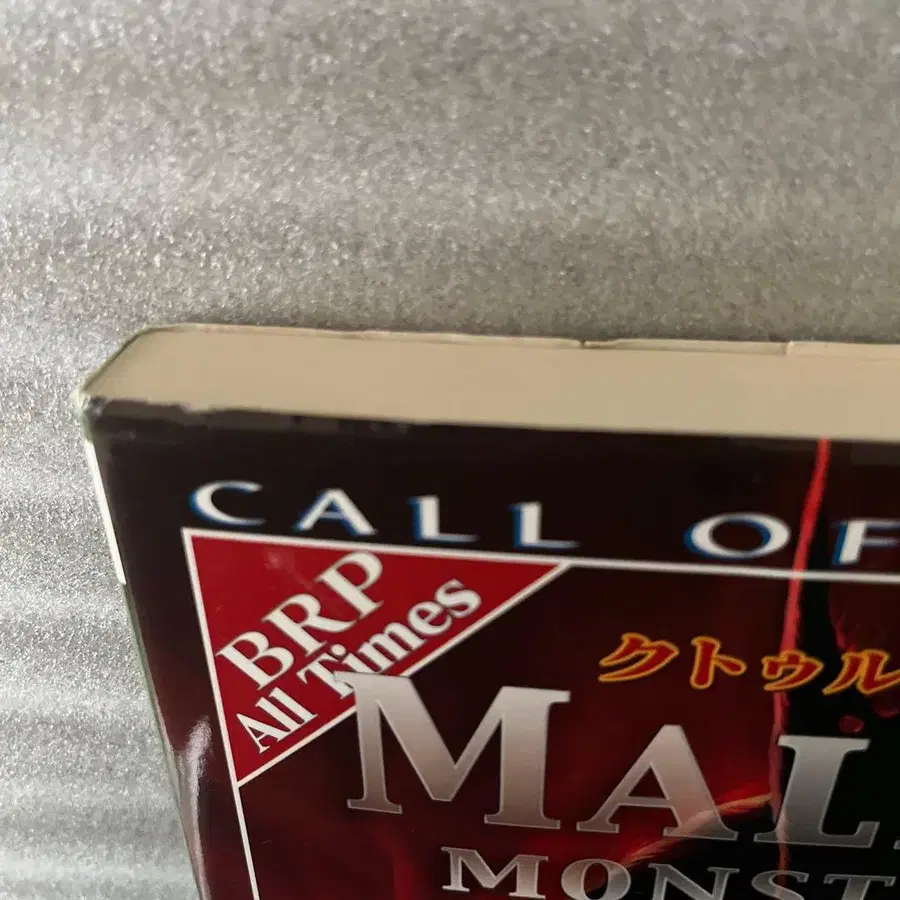 CALL OF
BRP
All Times
クトゥル
MAL
MONST